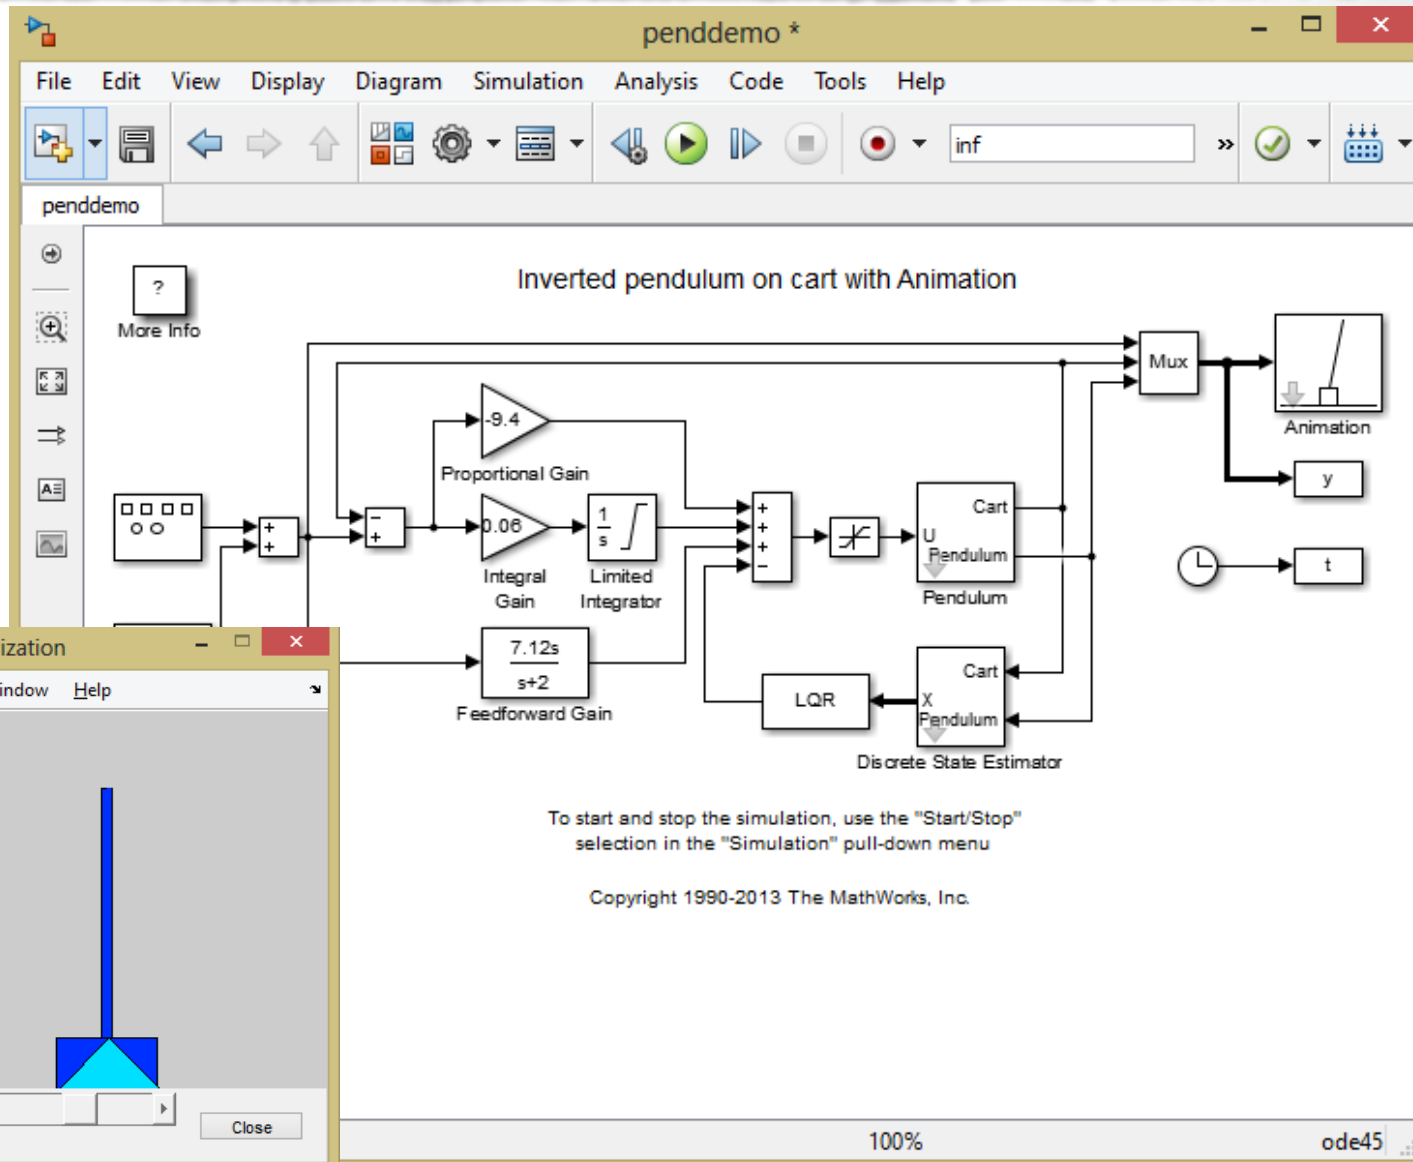 penddemo *
File Edit View Display Diagram Simulation Analysis Code Tools Help
inf
penddemo
Inverted pendulum on cart with Animation
?
More Info
Mux
Animation
-9.4
Proportional Gain
y
Cart
U
Pendulum
Pendulum
+
+
−
+
0.06
Integral
Gain
1
s
Limited
Integrator
+
+
+
−
t
7.12s
s+2
Feedforward Gain
LQR
Cart
X
Pendulum
Discrete State Estimator
To start and stop the simulation, use the "Start/Stop"
selection in the "Simulation" pull-down menu
Copyright 1990-2013 The MathWorks, Inc.
ization
indow Help
Close
100%
ode45